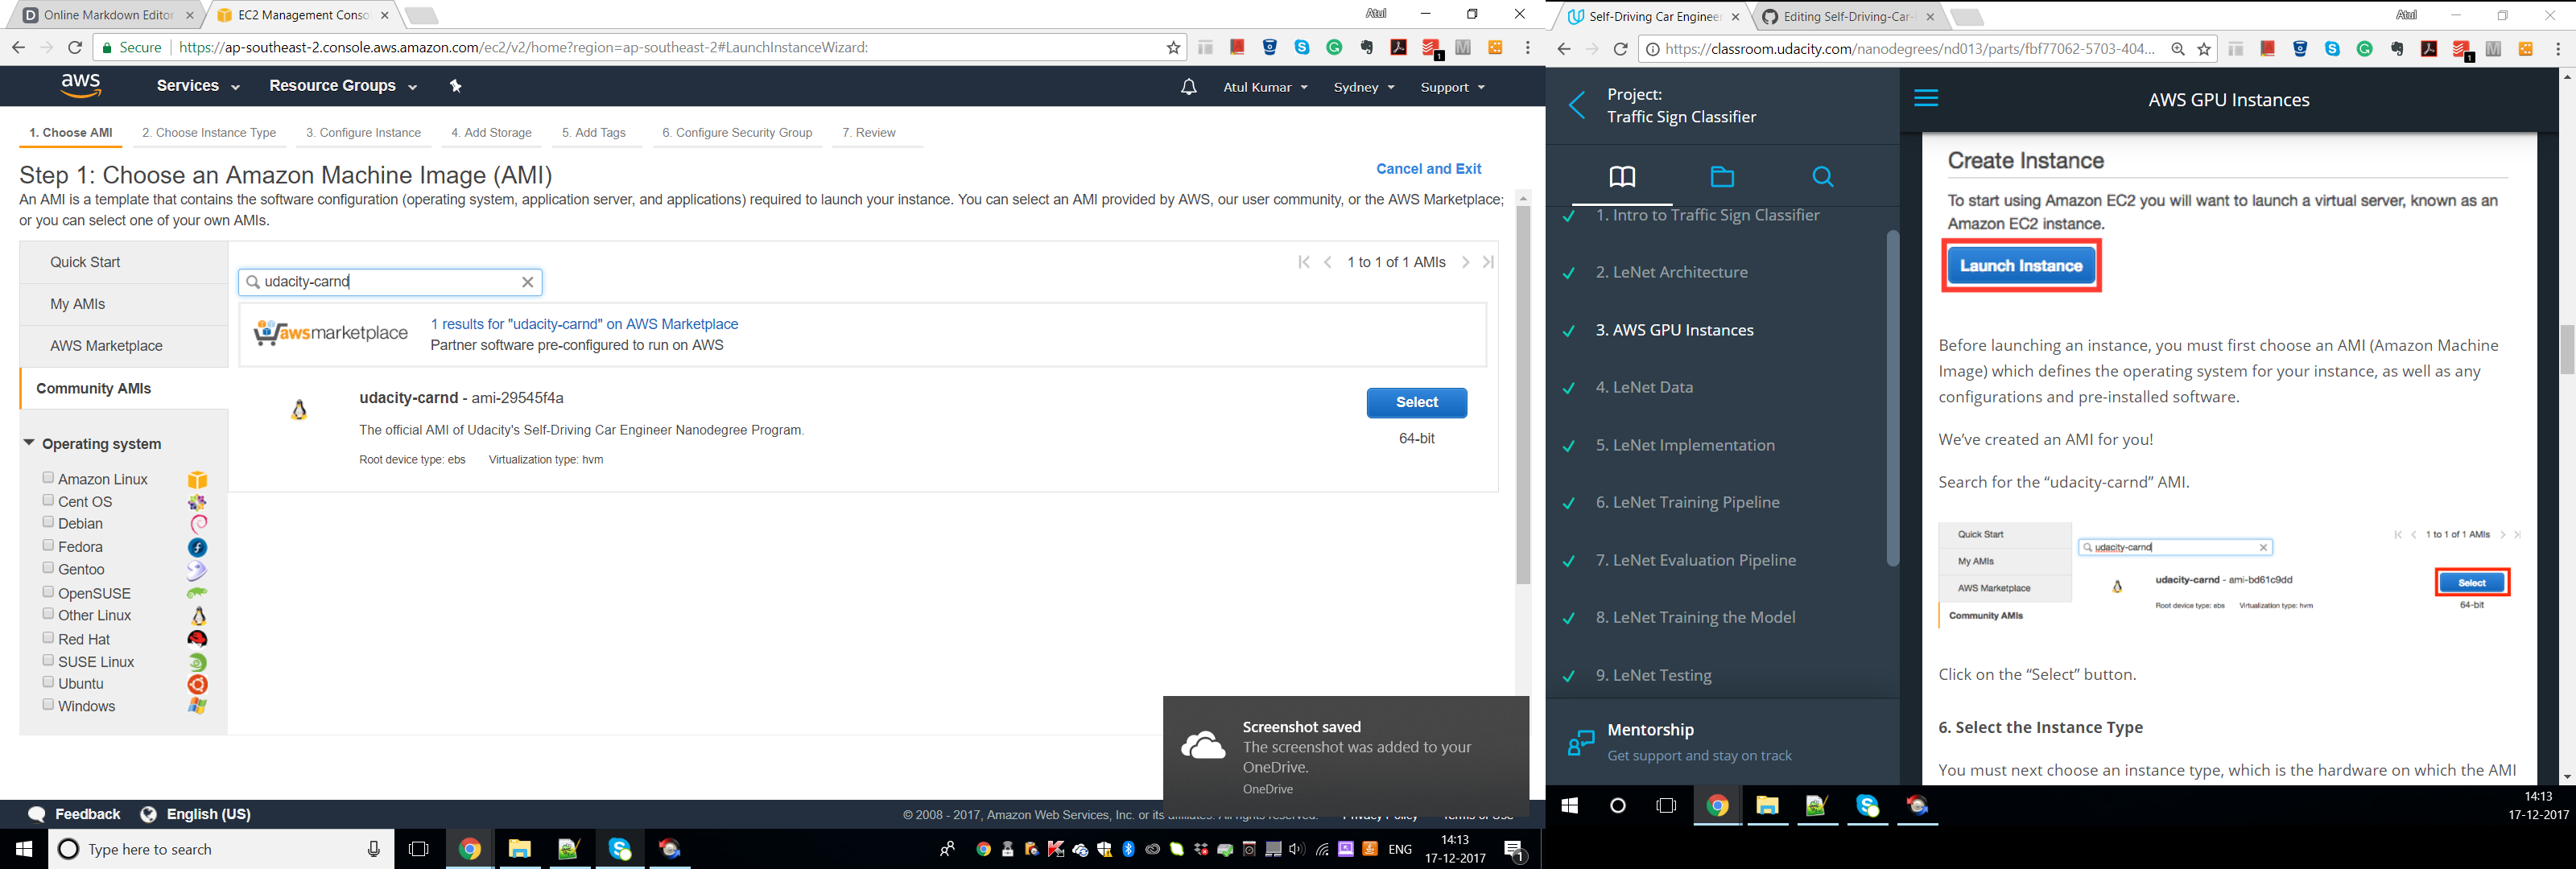 Online Markdown Editor
EC2 Management Conso
Atul
Secure
https://ap-southeast-2.console.aws.amazon.com/ec2/v2/home?region=ap-southeast-2#LaunchInstanceWizard:
aws
Services
Resource Groups
Atul Kumar
Sydney
Support
1. Choose AMI
2. Choose Instance Type
3. Configure Instance
4. Add Storage
5. Add Tags
6. Configure Security Group
7. Review
Step 1: Choose an Amazon Machine Image (AMI)
Cancel and Exit
An AMI is a template that contains the software configuration (operating system, application server, and applications) required to launch your instance. You can select an AMI provided by AWS, our user community, or the AWS Marketplace;
or you can select one of your own AMIs.
Quick Start
My AMIs
AWS Marketplace
Community AMIs
Operating system
Amazon Linux
Cent OS
Debian
Fedora
Gentoo
OpenSUSE
Other Linux
Red Hat
SUSE Linux
Ubuntu
Windows
1 to 1 of 1 AMIs
udacity-carnd
awsmarketplace
1 results for "udacity-carnd" on AWS Marketplace
Partner software pre-configured to run on AWS
udacity-carnd - ami-29545f4a
Select
The official AMI of Udacity's Self-Driving Car Engineer Nanodegree Program.
64-bit
Root device type: ebs
Virtualization type: hvm
Screenshot saved
The screenshot was added to your
OneDrive.
OneDrive
Feedback
English (US)
© 2008 - 2017, Amazon Web Services, Inc. or its
Type here to search
ENG
14:13
17-12-2017
1
Self-Driving Car Engineer
Editing Self-Driving-Car-
Atul
https://classroom.udacity.com/nanodegrees/nd013/parts/fbf77062-5703-404...
Project:
Traffic Sign Classifier
AWS GPU Instances
1. Intro to Traffic Sign Classifier
2. LeNet Architecture
3. AWS GPU Instances
4. LeNet Data
5. LeNet Implementation
6. LeNet Training Pipeline
7. LeNet Evaluation Pipeline
8. LeNet Training the Model
9. LeNet Testing
Mentorship
Get support and stay on track
Create Instance
To start using Amazon EC2 you will want to launch a virtual server, known as an
Amazon EC2 instance.
Launch Instance
Before launching an instance, you must first choose an AMI (Amazon Machine
Image) which defines the operating system for your instance, as well as any
configurations and pre-installed software.
We’ve created an AMI for you!
Search for the “udacity-carnd” AMI.
Quick Start
My AMIs
AWS Marketplace
Community AMIs
udacity-carnd
1 to 1 of 1 AMIs
udacity-carnd - ami-bd61c9dd
Select
Root device type: ebs
Virtualization type: hvm
64-bit
Click on the “Select” button.
6. Select the Instance Type
You must next choose an instance type, which is the hardware on which the AMI
14:13
17-12-2017